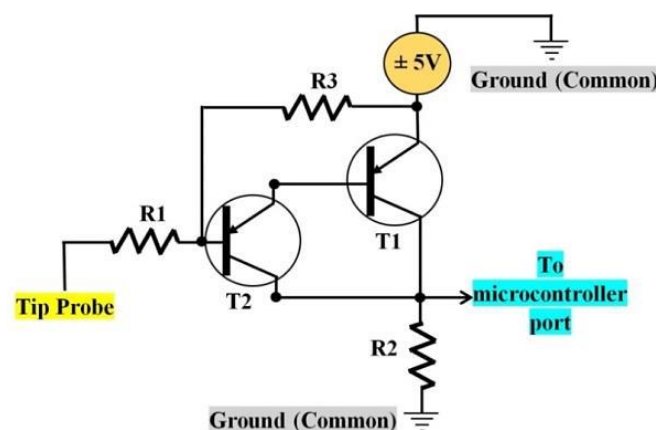 ± 5V
Ground (Common)
R3
R1
T1
T2
Tip Probe
To
microcontroller
port
R2
Ground (Common)